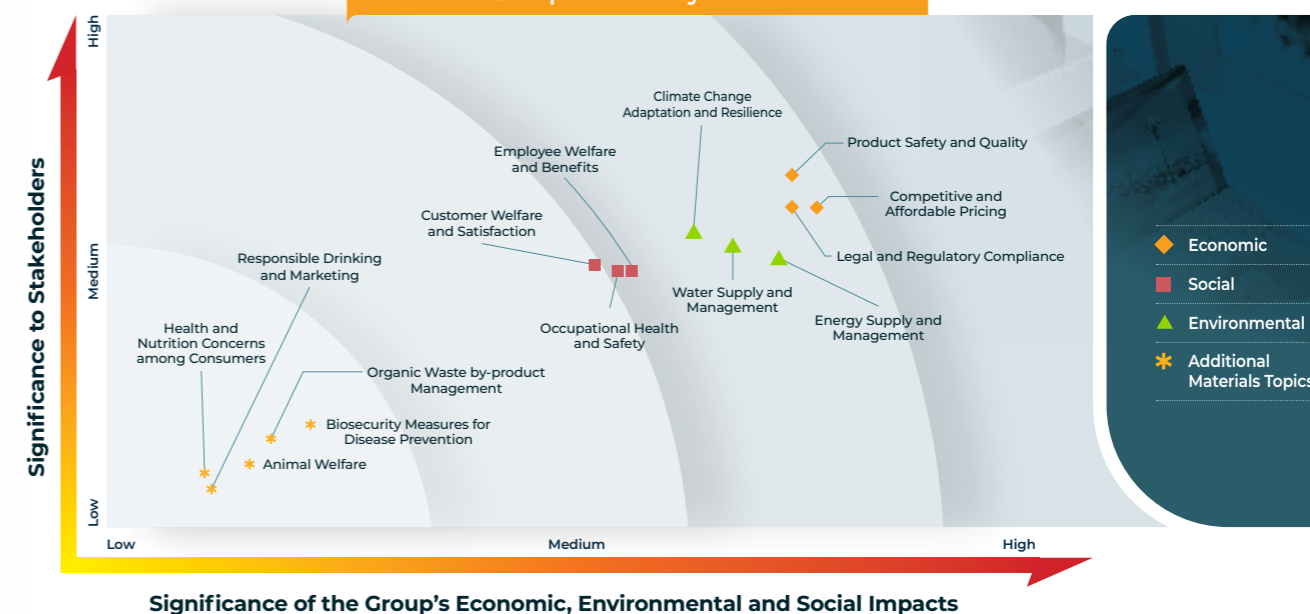 High
Climate Change
Adaptation and Resilience
Product Safety and Quality
Employee Welfare
and Benefits
Competitive and
Affordable Pricing
Customer Welfare
and Satisfaction
Legal and Regulatory Compliance
Responsible Drinking
and Marketing
Medium
Water Supply and
Management
Energy Supply and
Management
Occupational Health
and Safety
Health and
Nutrition Concerns
among Consumers
Organic Waste by-product
Management
Biosecurity Measures for
Disease Prevention
Animal Welfare
Low
Significance to Stakeholders
Low
Medium
High
Significance of the Group’s Economic, Environmental and Social Impacts
Economic
Social
Environmental
Additional
Materials Topics